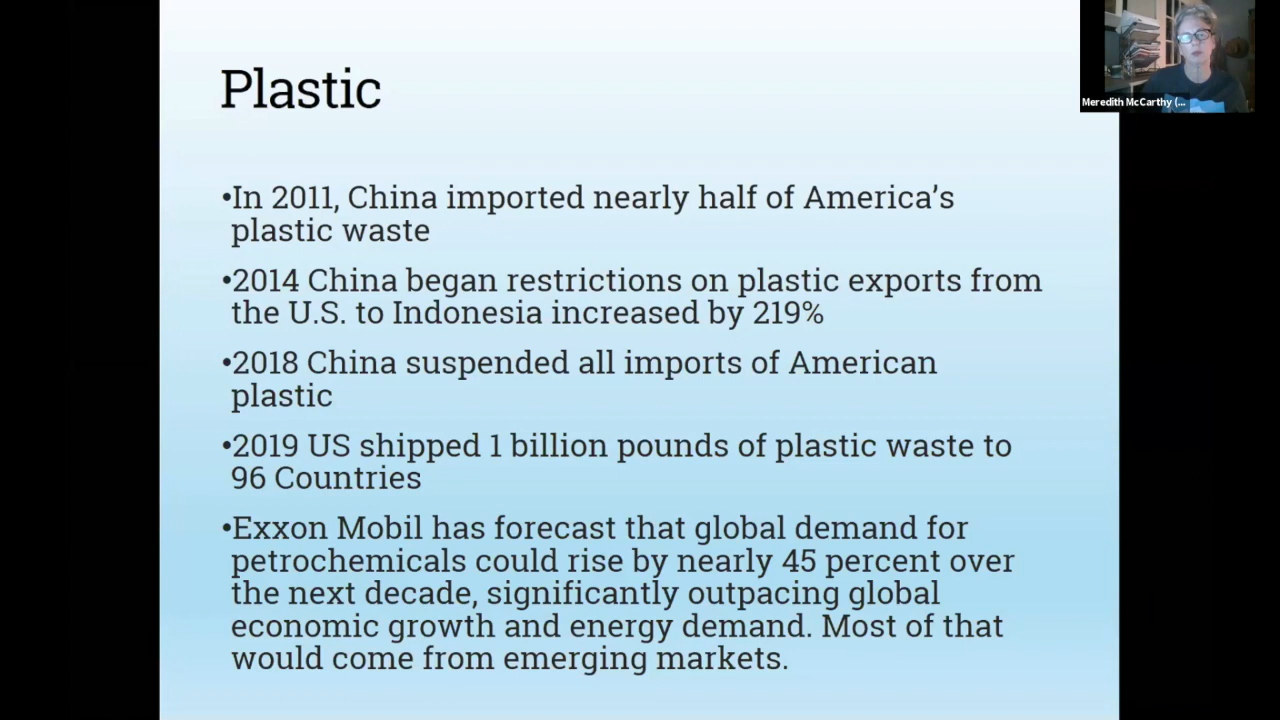 Plastic
•In 2011, China imported nearly half of America’s
plastic waste
•2014 China began restrictions on plastic exports from
the U.S. to Indonesia increased by 219%
•2018 China suspended all imports of American
plastic
•2019 US shipped 1 billion pounds of plastic waste to
96 Countries
•Exxon Mobil has forecast that global demand for
petrochemicals could rise by nearly 45 percent over
the next decade, significantly outpacing global
economic growth and energy demand. Most of that
would come from emerging markets.
Meredith McCarthy (...